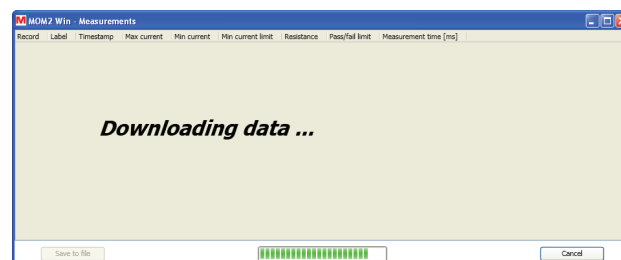 M MOM2 Win - Measurements
Record Label Timestamp Max current Min current Min current limit Resistance Pass/fail limit Measurement time [ms]
Downloading data ...
Save to file Cancel